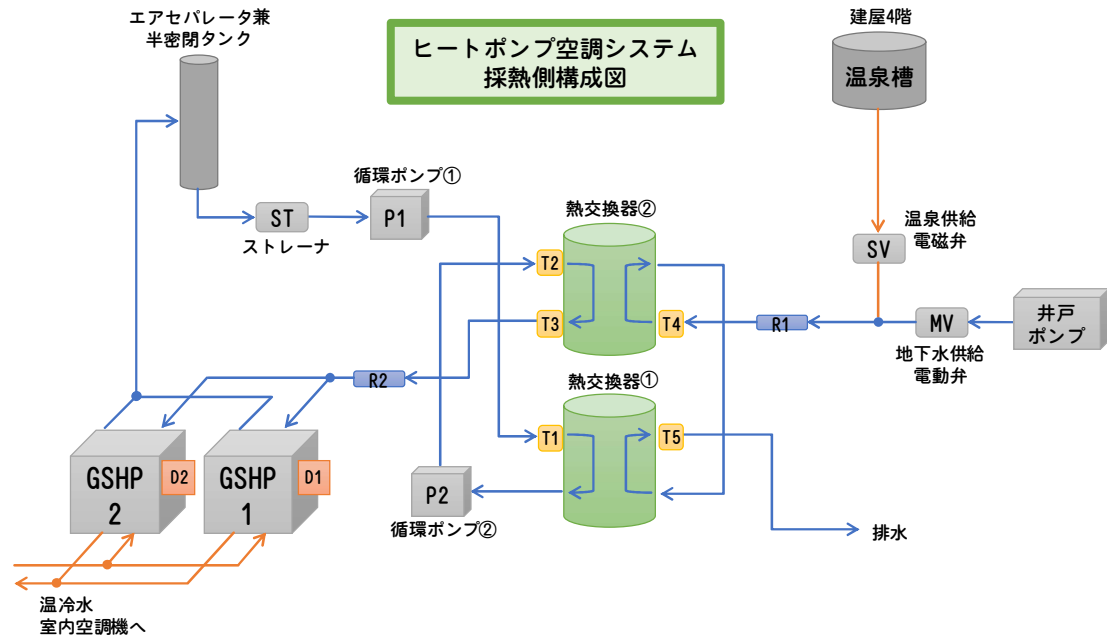 エアセパレータ兼
半密閉タンク
ヒートポンプ空調システム
採熱側構成図
建屋4階
温泉槽
循環ポンプ①
ST
ストレーナ
P1
熱交換器②
温泉供給
電磁弁
SV
T2
T3
T4
R1
MV
地下水供給
電動弁
井戸
ポンプ
R2
熱交換器①
T1
T5
GSHP
2
D2
GSHP
1
D1
P2
循環ポンプ②
排水
温冷水
室内空調機へ